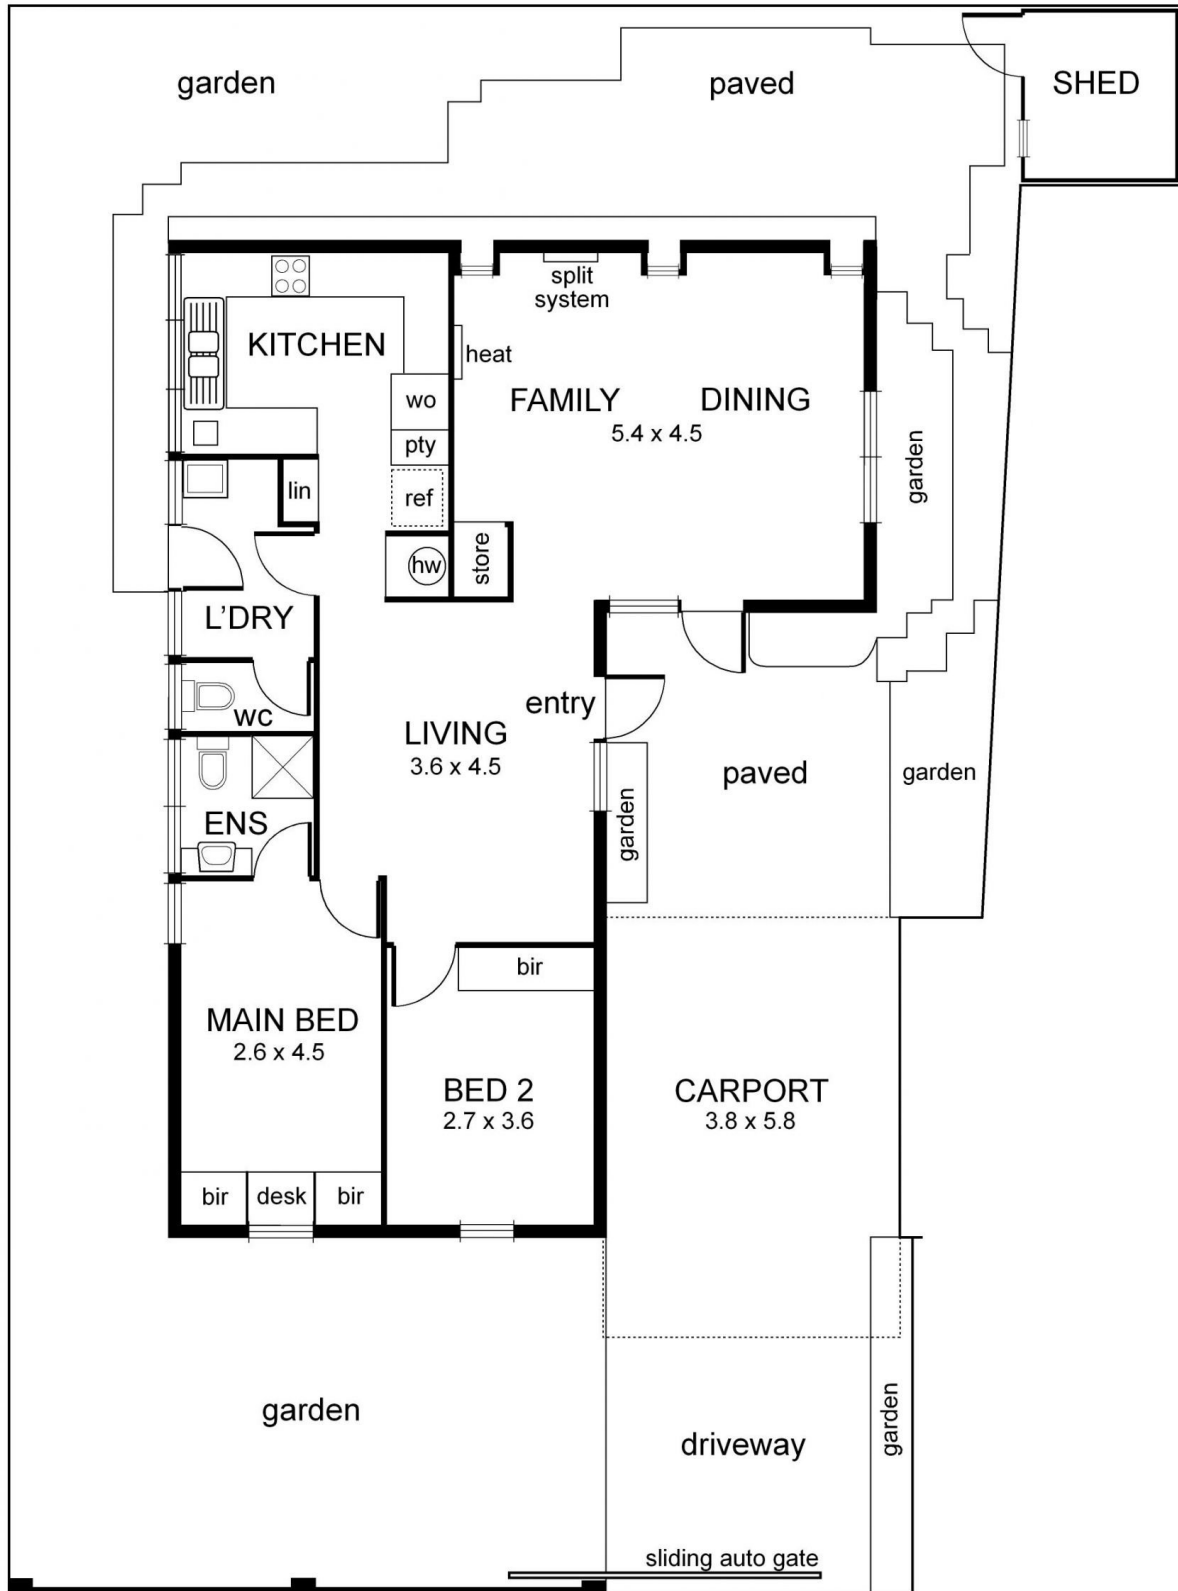 garden
paved
SHED
split
system
KITCHEN
heat
FAMILY
DINING
5.4 x 4.5
wo
pty
ref
lin
hw
store
garden
L'DRY
wc
entry
LIVING
3.6 x 4.5
paved
garden
garden
ENS
bir
MAIN BED
2.6 x 4.5
BED 2
2.7 x 3.6
CARPORT
3.8 x 5.8
bir
desk
bir
garden
driveway
garden
sliding auto gate